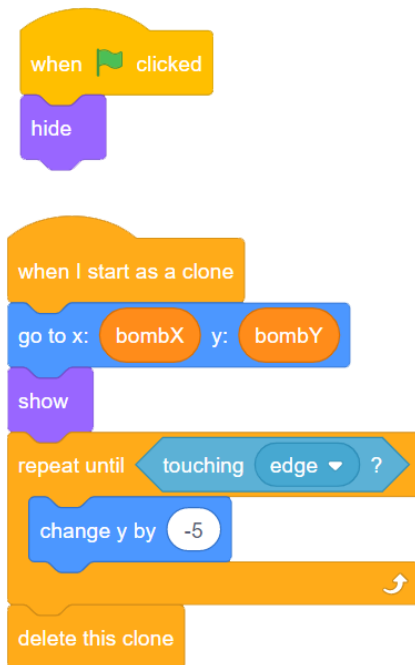 when clicked
hide
when I start as a clone
go to x: bombX y: bombY
show
repeat until touching edge ?
change y by -5
delete this clone